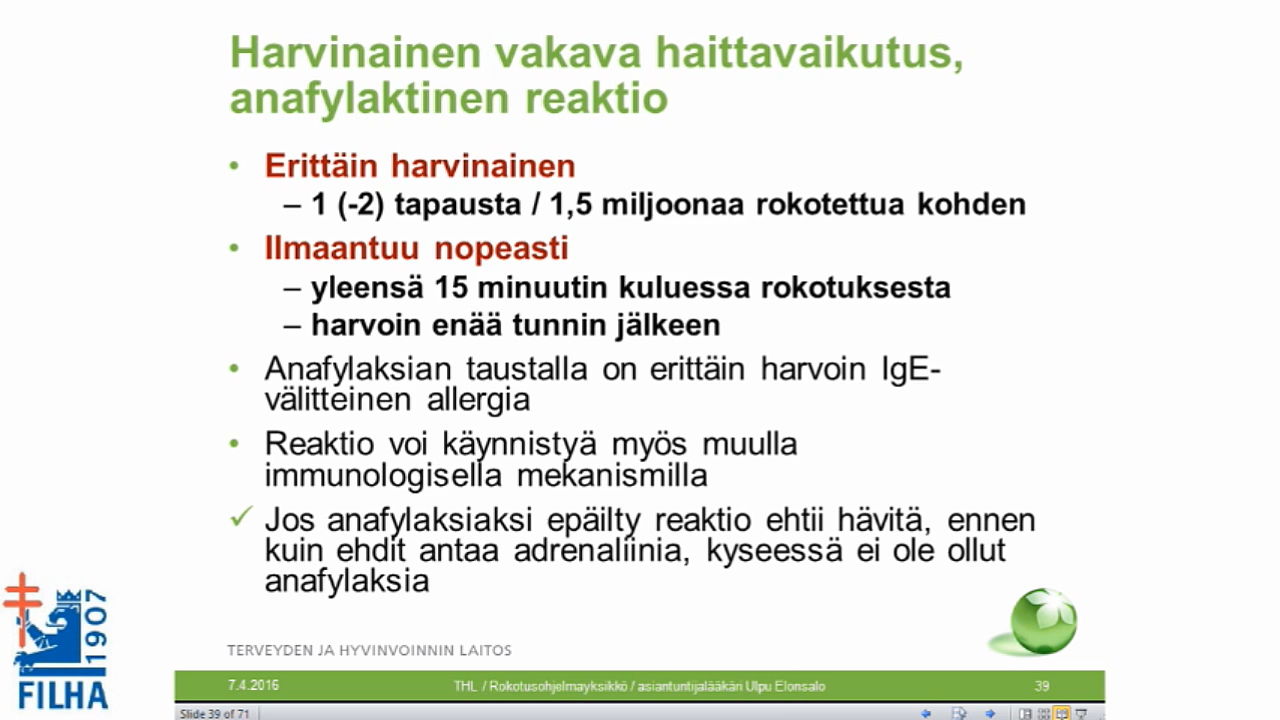 Harvinainen vakava haittavaikutus,
anafylaktinen reaktio
• Erittäin harvinainen
– 1 (-2) tapausta / 1,5 miljoonaa rokotettua kohden
• Ilmaantuu nopeasti
– yleensä 15 minuutin kuluessa rokotuksesta
– harvoin enää tunnin jälkeen
• Anafylaksian taustalla on erittäin harvoin IgE-
välitteinen allergia
• Reaktio voi käynnistyä myös muulla
immunologisella mekanismilla
✓ Jos anafylaksiaksi epäilty reaktio ehtii hävitä, ennen
kuin ehdit antaa adrenaliinia, kyseessä ei ole ollut
anafylaksia
1907
FILHA
TERVEYDEN JA HYVINVOINNIN LAITOS
7.4.2016
THL / Rokotusohjelmayksikkö / asiantuntijalääkäri Ulpu Elonsalo
39
Slide 39 of 71